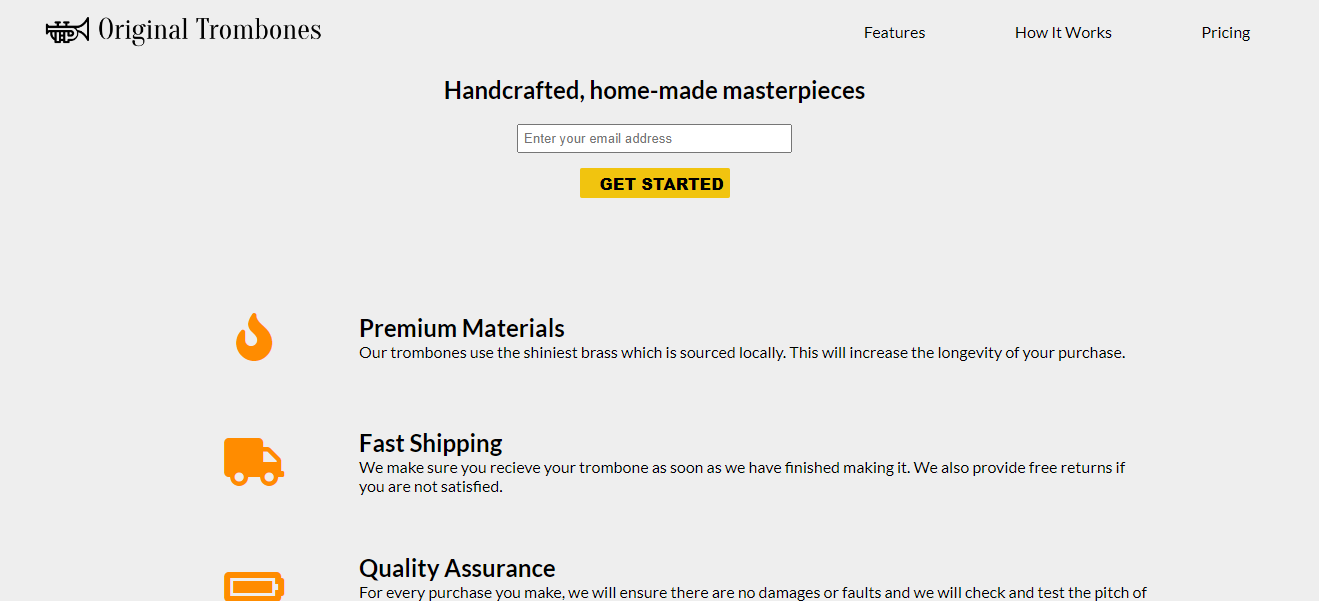 Original Trombones
Features
How It Works
Pricing
Handcrafted, home-made masterpieces
Enter your email address
GET STARTED
Premium Materials
Our trombones use the shiniest brass which is sourced locally. This will increase the longevity of your purchase.
Fast Shipping
We make sure you recieve your trombone as soon as we have finished making it. We also provide free returns if
you are not satisfied.
Quality Assurance
For every purchase you make, we will ensure there are no damages or faults and we will check and test the pitch of